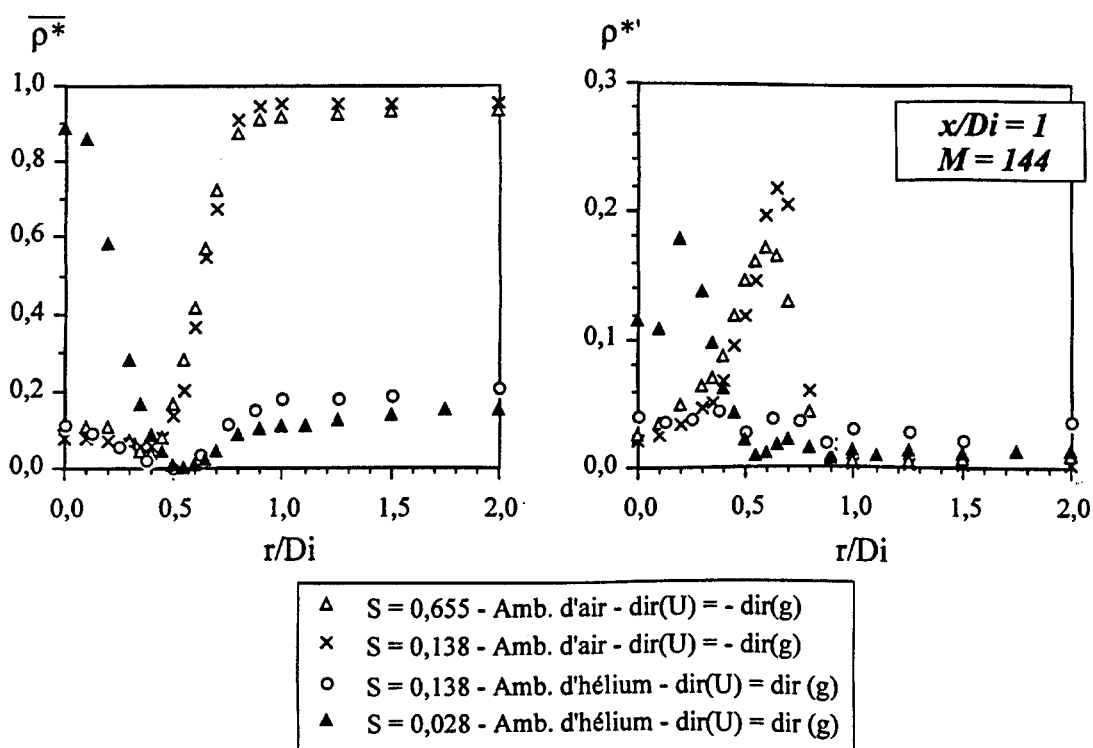 ρ*
ρ*'
1,0
0,8
0,6
0,4
0,2
0,0
0,0 0,5 1,0 1,5 2,0
r/Di
0,3
0,2
0,1
0,0
0,0 0,5 1,0 1,5 2,0
r/Di
x/Di = 1
M = 144
S = 0,655 - Amb. d'air - dir(U) = - dir(g)
S = 0,138 - Amb. d'air - dir(U) = - dir(g)
S = 0,138 - Amb. d'hélium - dir(U) = dir (g)
S = 0,028 - Amb. d'hélium - dir(U) = dir (g)